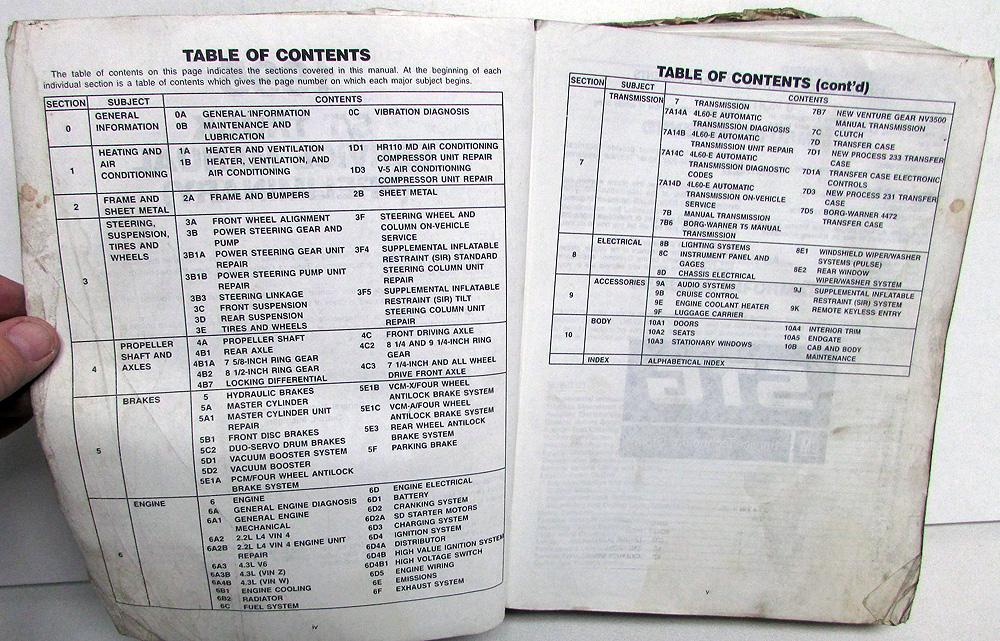 TABLE OF CONTENTS
The table of contents on this page indicates the sections covered in this manual. At the beginning of each
individual section is a table of contents which gives the page number on which each major subject begins.
SECTION SUBJECT CONTENTS
0
GENERAL
INFORMATION
0A GENERAL INFORMATION
0B MAINTENANCE AND
LUBRICATION
0C VIBRATION DIAGNOSIS
1
HEATING AND
AIR
CONDITIONING
1A HEATER AND VENTILATION
1B HEATER, VENTILATION, AND
AIR CONDITIONING
1D1 HR110 MD AIR CONDITIONING
COMPRESSOR UNIT REPAIR
1D3 V-5 AIR CONDITIONING
COMPRESSOR UNIT REPAIR
2
FRAME AND
SHEET METAL
2A FRAME AND BUMPERS
2B SHEET METAL
3
STEERING,
SUSPENSION,
TIRES AND
WHEELS
3A FRONT WHEEL ALIGNMENT
3B POWER STEERING GEAR AND
PUMP
3B1A POWER STEERING GEAR UNIT
REPAIR
3B1B POWER STEERING PUMP UNIT
REPAIR
3B3 STEERING LINKAGE
3C FRONT SUSPENSION
3D REAR SUSPENSION
3E TIRES AND WHEELS
3F STEERING WHEEL AND
COLUMN ON-VEHICLE
SERVICE
3F4 SUPPLEMENTAL INFLATABLE
RESTRAINT (SIR) STANDARD
STEERING COLUMN UNIT
REPAIR
3F5 SUPPLEMENTAL INFLATABLE
RESTRAINT (SIR) TILT
STEERING COLUMN UNIT
REPAIR
4
PROPELLER
SHAFT AND
AXLES
4A PROPELLER SHAFT
4B1 REAR AXLE
4B1A 7 5/8-INCH RING GEAR
4B2 8 1/2-INCH RING GEAR
4B7 LOCKING DIFFERENTIAL
4C FRONT DRIVING AXLE
4C2 8 1/4 AND 9 1/4-INCH RING
GEAR
4C3 7 1/4-INCH AND ALL WHEEL
DRIVE FRONT AXLE
5
BRAKES
5 HYDRAULIC BRAKES
5A MASTER CYLINDER
5A1 MASTER CYLINDER UNIT
REPAIR
5B1 FRONT DISC BRAKES
5C2 DUO-SERVO DRUM BRAKES
5D1 VACUUM BOOSTER SYSTEM
5D2 VACUUM BOOSTER
5E1A PCM/FOUR WHEEL ANTILOCK
BRAKE SYSTEM
5E1B VCM-X/FOUR WHEEL
ANTILOCK BRAKE SYSTEM
5E1C VCM-A/FOUR WHEEL
ANTILOCK BRAKE SYSTEM
5E3 REAR WHEEL ANTILOCK
BRAKE SYSTEM
5F PARKING BRAKE
6
ENGINE
6 ENGINE
6A GENERAL ENGINE DIAGNOSIS
6A1 GENERAL ENGINE
MECHANICAL
6A2 2.2L L4 VIN 4
6A2B 2.2L L4 VIN 4 ENGINE UNIT
REPAIR
6A3 4.3L V6
6A3B 4.3L (VIN Z)
6A4B 4.3L (VIN W)
6B1 ENGINE COOLING
6B2 RADIATOR
6C FUEL SYSTEM
6D ENGINE ELECTRICAL
6D1 BATTERY
6D2 CRANKING SYSTEM
6D2A SD STARTER MOTORS
6D3 CHARGING SYSTEM
6D4 IGNITION SYSTEM
6D4A DISTRIBUTOR
6D4B HIGH VALUE IGNITION SYSTEM
6D4B1 HIGH VOLTAGE SWITCH
6D5 ENGINE WIRING
6E EMISSIONS
6F EXHAUST SYSTEM
iv
TABLE OF CONTENTS (cont'd)
SECTION SUBJECT CONTENTS
7
TRANSMISSION
7 TRANSMISSION
7A14A 4L60-E AUTOMATIC
TRANSMISSION DIAGNOSIS
7A14B 4L60-E AUTOMATIC
TRANSMISSION UNIT REPAIR
7A14C 4L60-E AUTOMATIC
TRANSMISSION DIAGNOSTIC
CODES
7A14D 4L60-E AUTOMATIC
TRANSMISSION ON-VEHICLE
SERVICE
7B MANUAL TRANSMISSION
7B6 BORG-WARNER T5 MANUAL
TRANSMISSION
7B7 NEW VENTURE GEAR NV3500
MANUAL TRANSMISSION
7C CLUTCH
7D TRANSFER CASE
7D1 NEW PROCESS 233 TRANSFER
CASE
7D1A TRANSFER CASE ELECTRONIC
CONTROLS
7D3 NEW PROCESS 231 TRANSFER
CASE
7D5 BORG-WARNER 4472
TRANSFER CASE
8
ELECTRICAL
8B LIGHTING SYSTEMS
8C INSTRUMENT PANEL AND
GAGES
8D CHASSIS ELECTRICAL
8E1 WINDSHIELD WIPER/WASHER
SYSTEMS (PULSE)
8E2 REAR WINDOW
WIPER/WASHER SYSTEM
9
ACCESSORIES
9A AUDIO SYSTEMS
9B CRUISE CONTROL
9E ENGINE COOLANT HEATER
9F LUGGAGE CARRIER
9J SUPPLEMENTAL INFLATABLE
RESTRAINT (SIR) SYSTEM
9K REMOTE KEYLESS ENTRY
10
BODY
10A1 DOORS
10A2 SEATS
10A3 STATIONARY WINDOWS
10A4 INTERIOR TRIM
10A5 ENDGATE
10B CAB AND BODY
MAINTENANCE
INDEX ALPHABETICAL INDEX
v